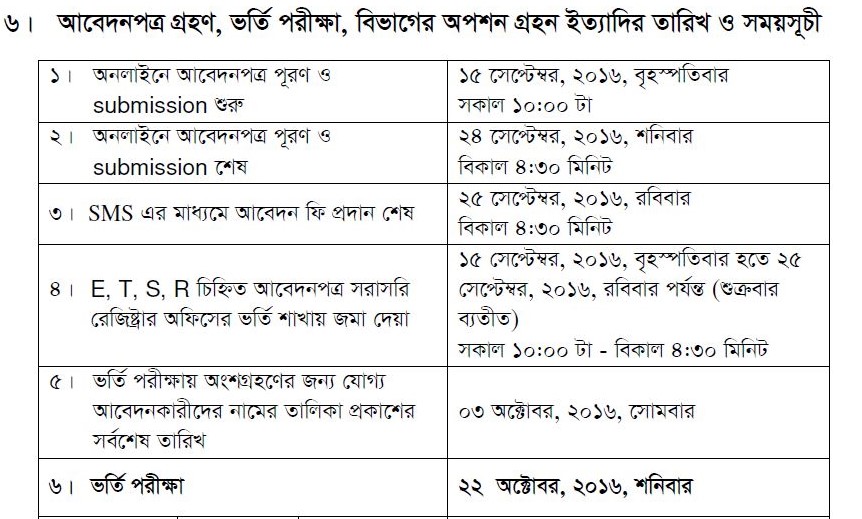 ৬। আবেদনপত্র গ্রহণ, ভর্তি পরীক্ষা, বিভাগের অপশন গ্রহন ইত্যাদির তারিখ ও সময়সূচী
১। অনলাইনে আবেদনপত্র পূরণ ও
submission শুরু
১৫ সেপ্টেম্বর, ২০১৬, বৃহস্পতিবার
সকাল ১০:০০ টা
২। অনলাইনে আবেদনপত্র পূরণ ও
submission শেষ
২৪ সেপ্টেম্বর, ২০১৬, শনিবার
বিকাল ৪:৩০ মিনিট
৩। SMS এর মাধ্যমে আবেদন ফি প্রদান শেষ
২৫ সেপ্টেম্বর, ২০১৬, রবিবার
বিকাল ৪:৩০ মিনিট
৪। E, T, S, R চিহ্নিত আবেদনপত্র সরাসরি
রেজিষ্ট্রার অফিসের ভর্তি শাখায় জমা দেয়া
১৫ সেপ্টেম্বর, ২০১৬, বৃহস্পতিবার হতে ২৫
সেপ্টেম্বর, ২০১৬, রবিবার পর্যন্ত (শুক্রবার
ব্যতীত)
সকাল ১০:০০ টা - বিকাল ৪:৩০ মিনিট
৫। ভর্তি পরীক্ষায় অংশগ্রহণের জন্য যোগ্য
আবেদনকারীদের নামের তালিকা প্রকাশের
সর্বশেষ তারিখ
০৩ অক্টোবর, ২০১৬, সোমবার
৬। ভর্তি পরীক্ষা
২২ অক্টোবর, ২০১৬, শনিবার